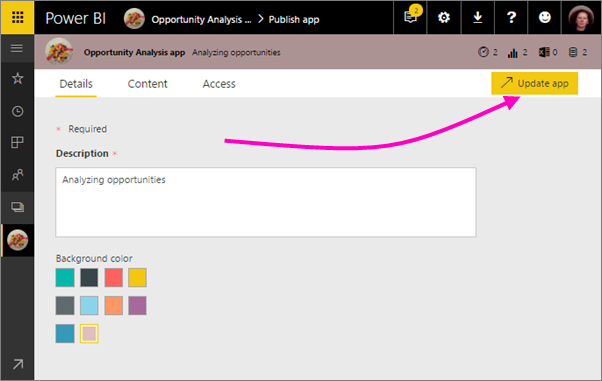 Power BI Opportunity Analysis ... > Publish app 2 ?
Opportunity Analysis app Analyzing opportunities 2 2 0 2
Details Content Access Update app
* Required
Description *
Analyzing opportunities
Background color